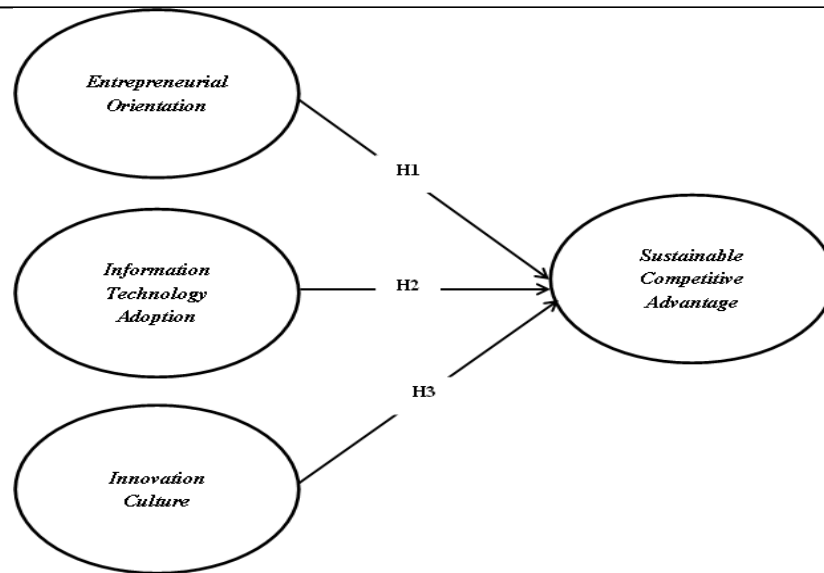 Entrepreneurial
Orientation
H1
Information
Technology
Adoption
H2
Sustainable
Competitive
Advantage
H3
Innovation
Culture